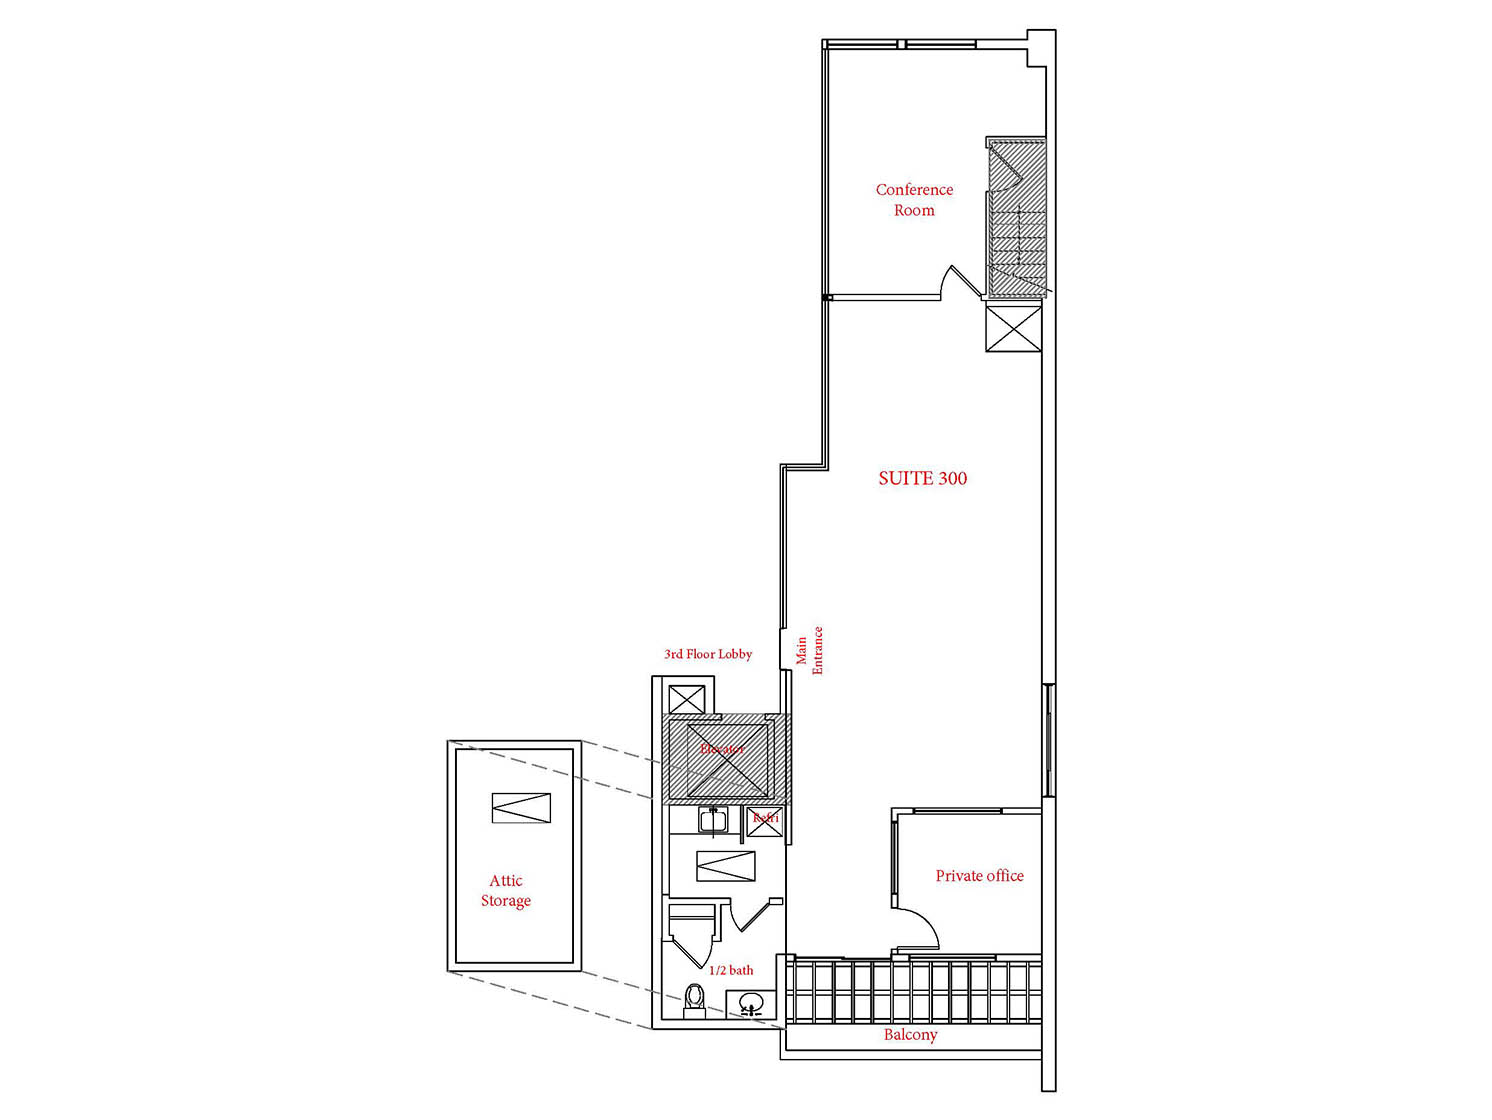 Conference
Room
SUITE 300
Main
Entrance
3rd Floor Lobby
Elevator
Refri
Attic
Storage
Private office
1/2 bath
Balcony